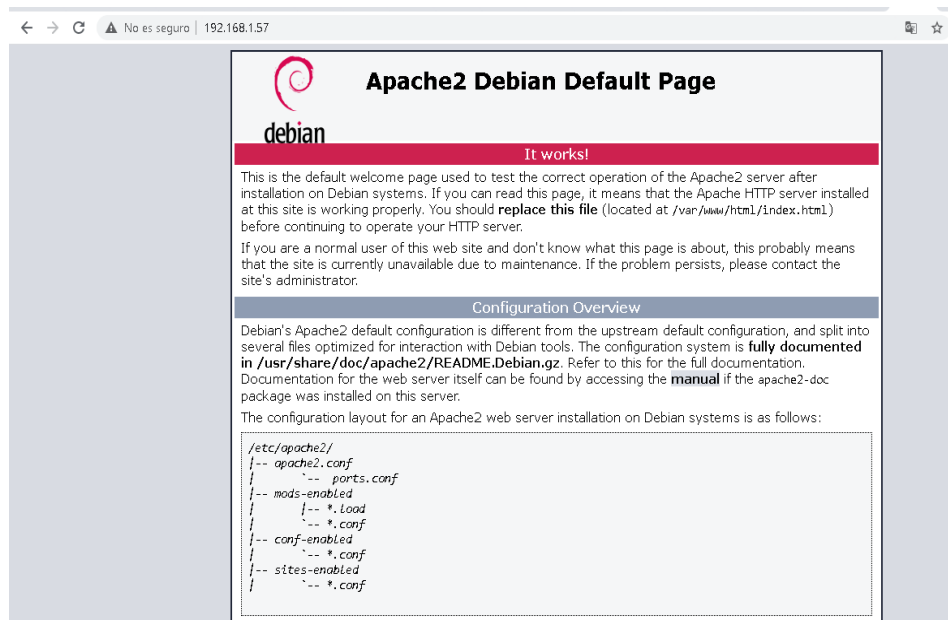 No es seguro | 192.168.1.57
Apache2 Debian Default Page
debian
It works!
This is the default welcome page used to test the correct operation of the Apache2 server after
installation on Debian systems. If you can read this page, it means that the Apache HTTP server installed
at this site is working properly. You should replace this file (located at /var/www/html/index.html)
before continuing to operate your HTTP server.
If you are a normal user of this web site and don't know what this page is about, this probably means
that the site is currently unavailable due to maintenance. If the problem persists, please contact the
site's administrator.
Configuration Overview
Debian's Apache2 default configuration is different from the upstream default configuration, and split into
several files optimized for interaction with Debian tools. The configuration system is fully documented
in /usr/share/doc/apache2/README.Debian.gz. Refer to this for the full documentation.
Documentation for the web server itself can be found by accessing the manual if the apache2-doc
package was installed on this server.
The configuration layout for an Apache2 web server installation on Debian systems is as follows:
/etc/apache2/
|-- apache2.conf
|       `--  ports.conf
|-- mods-enabled
|       |-- *.load
|       `-- *.conf
|-- conf-enabled
|       `-- *.conf
|-- sites-enabled
|       `-- *.conf